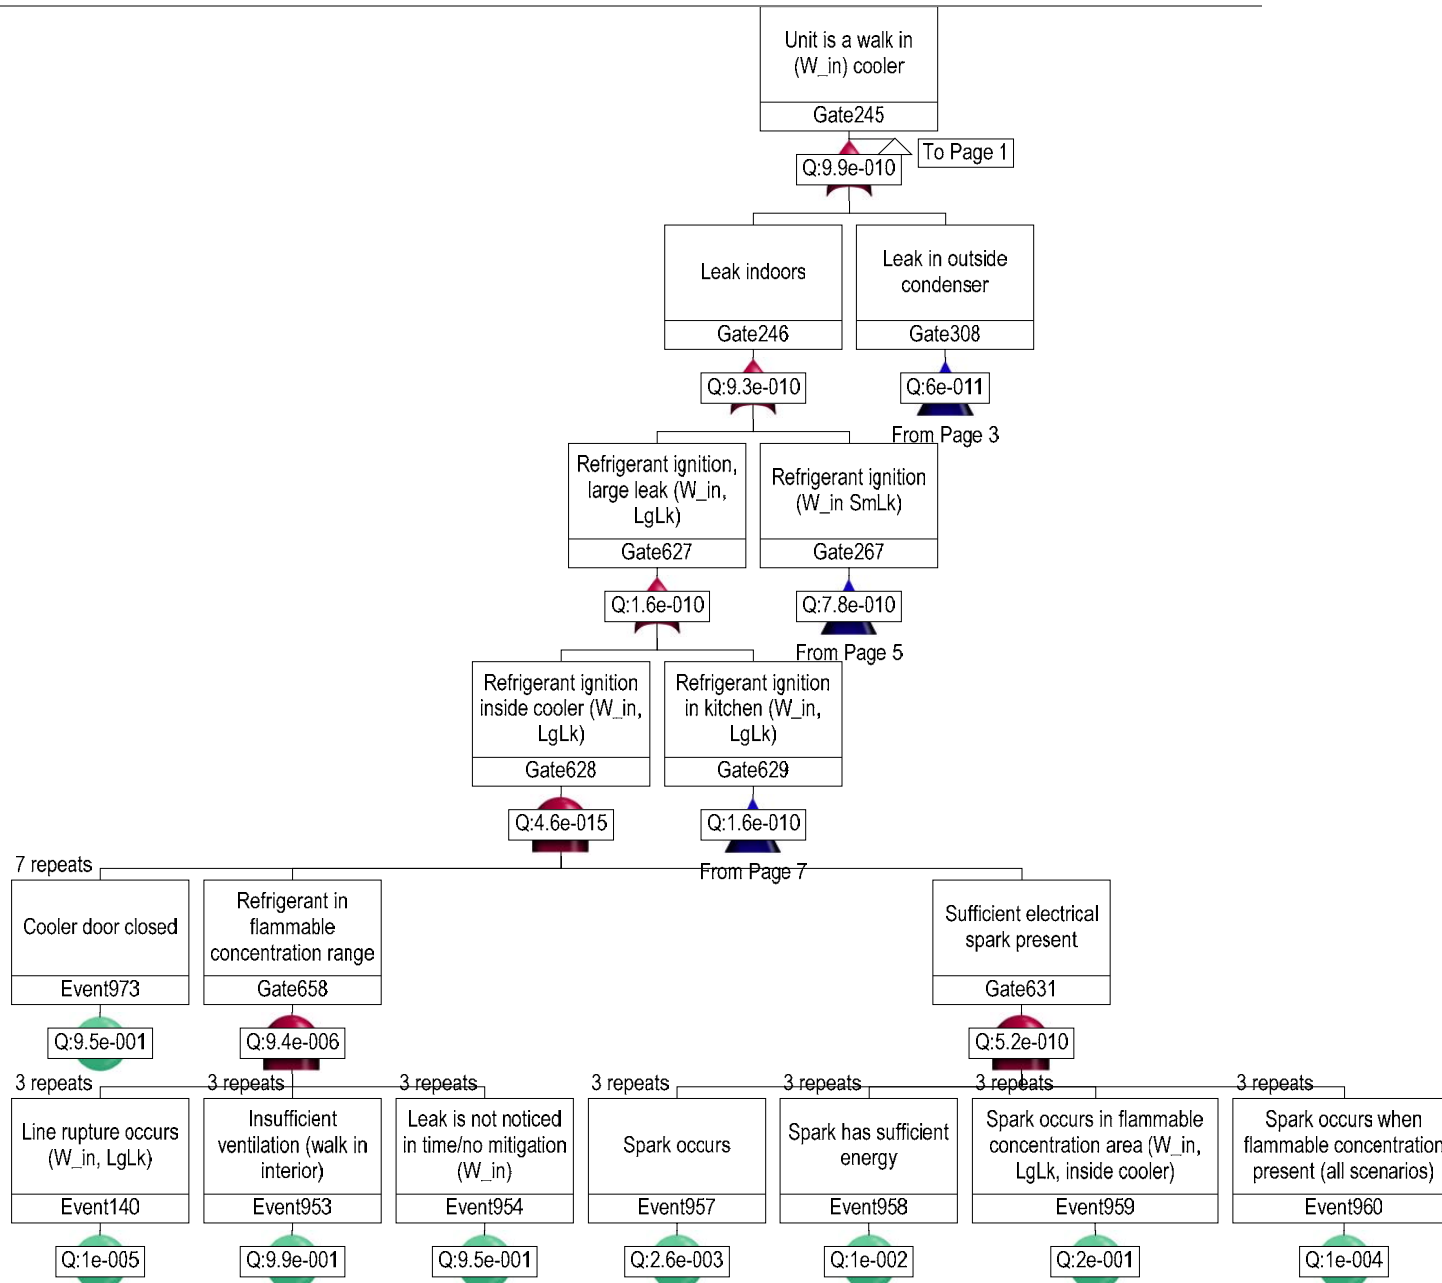 Unit is a walk in
(W_in) cooler
Gate245
To Page 1
Q:9.9e-010
Leak indoors
Gate246
Q:9.3e-010
Leak in outside
condenser
Gate308
Q:6e-011
From Page 3
Refrigerant ignition,
large leak (W_in,
LgLk)
Gate627
Q:1.6e-010
Refrigerant ignition
(W_in SmLk)
Gate267
Q:7.8e-010
From Page 5
Refrigerant ignition
inside cooler (W_in,
LgLk)
Gate628
Q:4.6e-015
Refrigerant ignition
in kitchen (W_in,
LgLk)
Gate629
Q:1.6e-010
From Page 7
7 repeats
Cooler door closed
Event973
Q:9.5e-001
Refrigerant in
flammable
concentration range
Gate658
Q:9.4e-006
Sufficient electrical
spark present
Gate631
Q:5.2e-010
3 repeats
Line rupture occurs
(W_in, LgLk)
Event140
Q:1e-005
3 repeats
Insufficient
ventilation (walk in
interior)
Event953
Q:9.9e-001
3 repeats
Leak is not noticed
in time/no mitigation
(W_in)
Event954
Q:9.5e-001
3 repeats
Spark occurs
Event957
Q:2.6e-003
3 repeats
Spark has sufficient
energy
Event958
Q:1e-002
3 repeats
Spark occurs in flammable
concentration area (W_in,
LgLk, inside cooler)
Event959
Q:2e-001
3 repeats
Spark occurs when
flammable concentration
present (all scenarios)
Event960
Q:1e-004